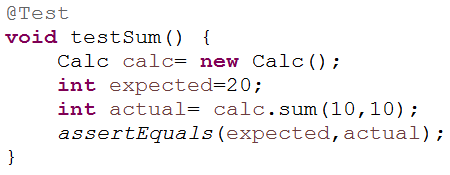 @Test
void testSum() {
    Calc calc= new Calc();
    int expected=20;
    int actual= calc.sum(10,10);
    assertEquals(expected,actual);
}